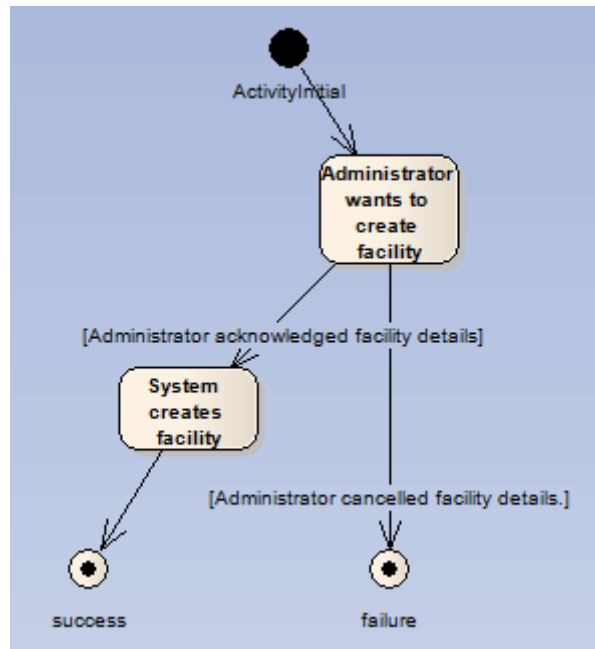 ActivityInitial
Administrator
wants to
create
facility
[Administrator acknowledged facility details]
System
creates
facility
[Administrator cancelled facility details.]
success
failure